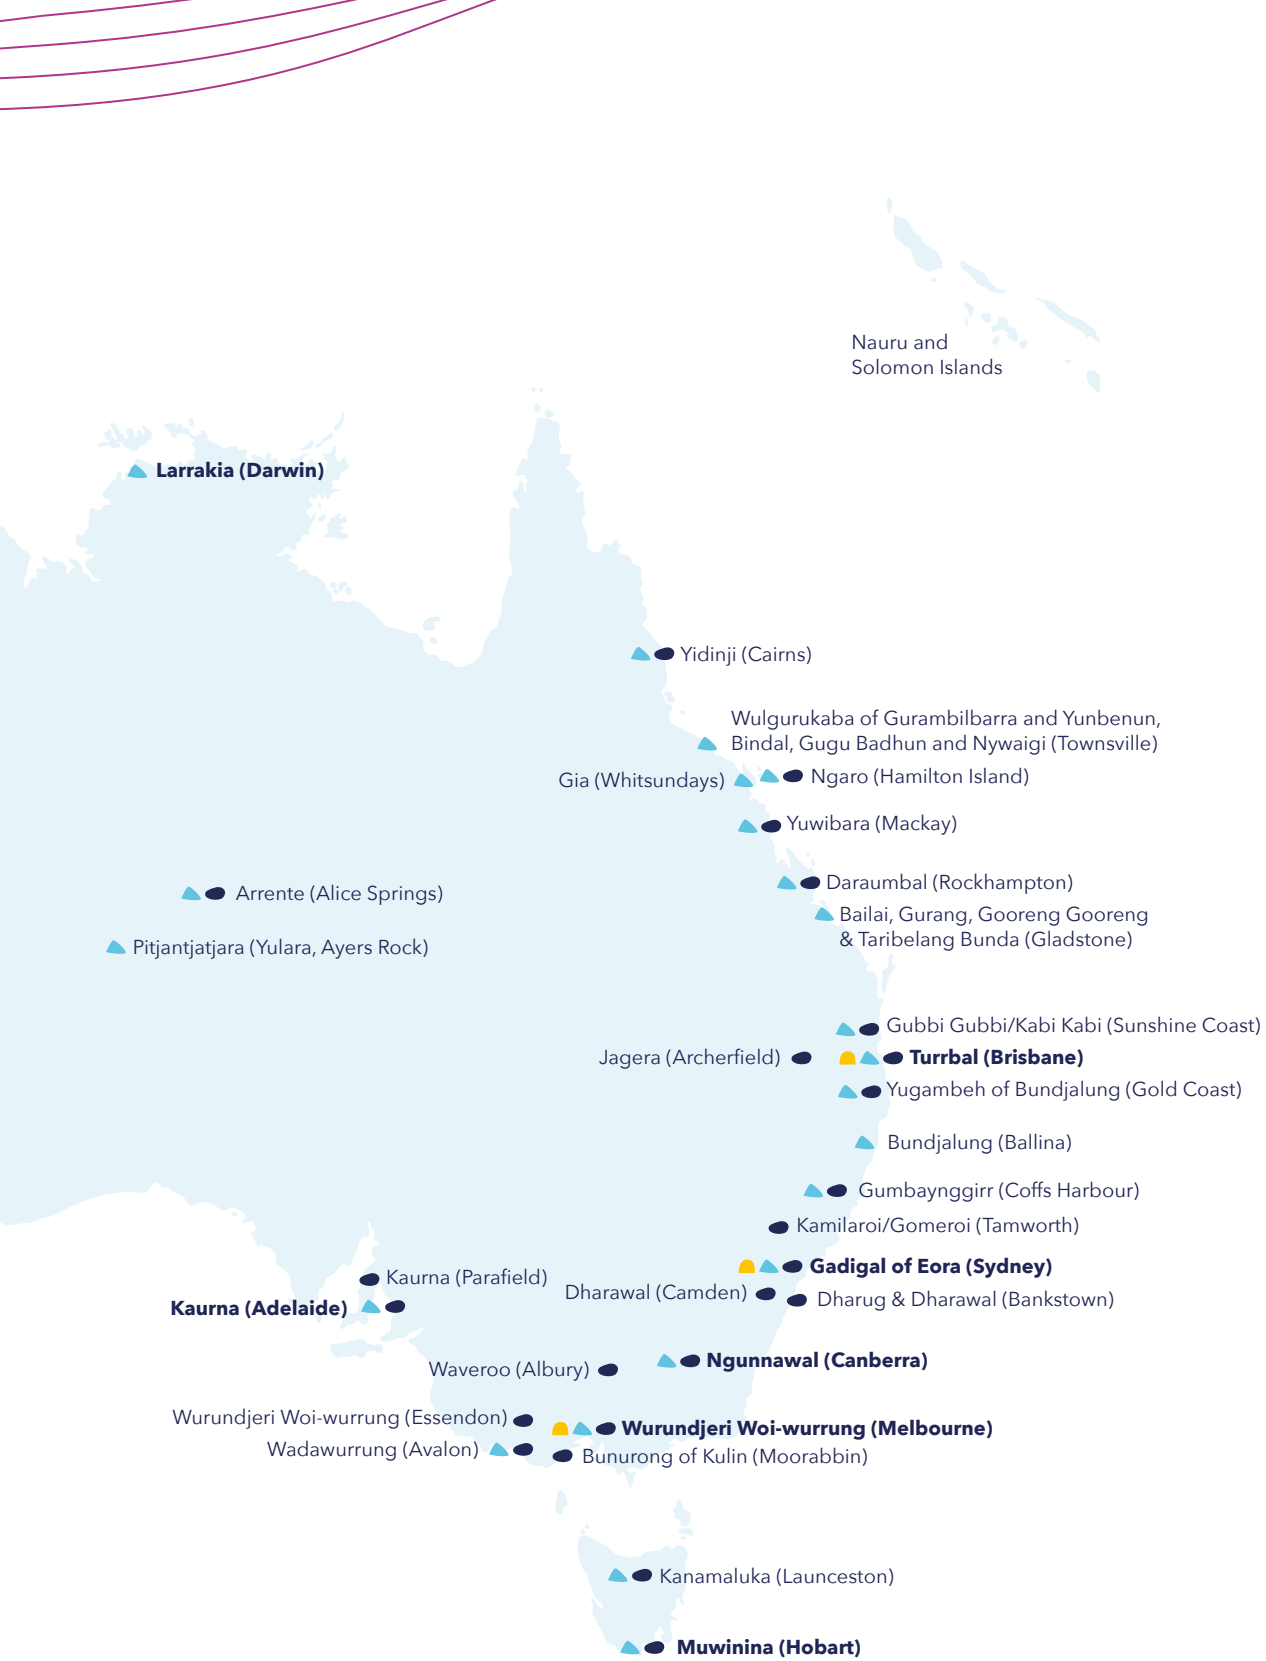 Nauru and
Solomon Islands
Larrakia (Darwin)
Yidinji (Cairns)
Wulgurukaba of Gurambilbarra and Yunbenun,
Bindal, Gugu Badhun and Nywaigi (Townsville)
Gia (Whitsundays)
Ngaro (Hamilton Island)
Yuwibara (Mackay)
Daraumbal (Rockhampton)
Arrente (Alice Springs)
Bailai, Gurang, Gooreng Gooreng
& Taribelang Bunda (Gladstone)
Pitjantjatjara (Yulara, Ayers Rock)
Gubbi Gubbi/Kabi Kabi (Sunshine Coast)
Jagera (Archerfield)
Turrbal (Brisbane)
Yugambeh of Bundjalung (Gold Coast)
Bundjalung (Ballina)
Gumbaynggirr (Coffs Harbour)
Kamilaroi/Gomeroi (Tamworth)
Gadigal of Eora (Sydney)
Kaurna (Parafield)
Dharawal (Camden)
Dharug & Dharawal (Bankstown)
Kaurna (Adelaide)
Ngunnawal (Canberra)
Waveroo (Albury)
Wurundjeri Woi-wurrung (Essendon)
Wurundjeri Woi-wurrung (Melbourne)
Wadawurrung (Avalon)
Bunurong of Kulin (Moorabbin)
Kanamaluka (Launceston)
Muwinina (Hobart)